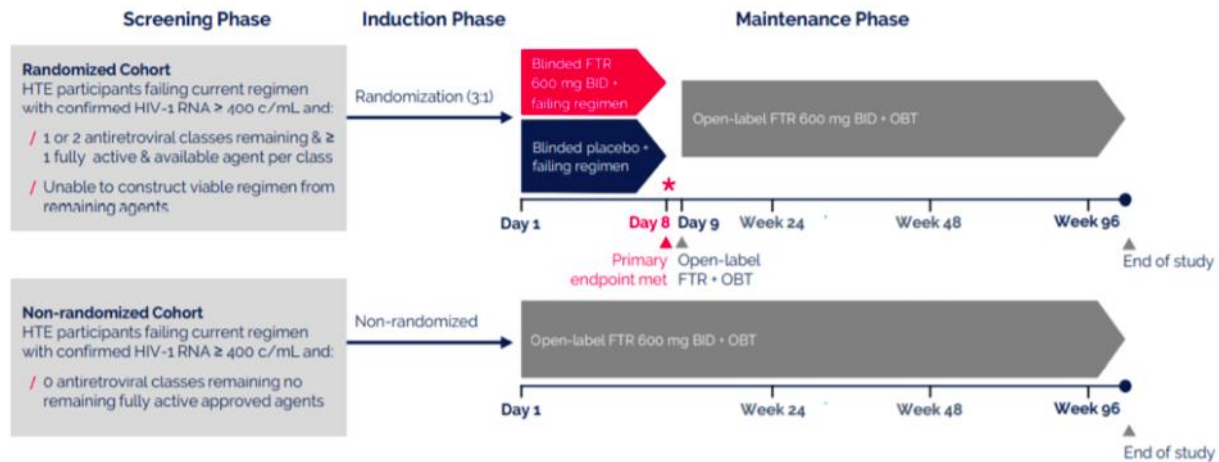 Screening Phase
Induction Phase
Maintenance Phase
Randomized Cohort
HTE participants failing current regimen
with confirmed HIV-1 RNA ≥ 400 c/mL and:
/ 1 or 2 antiretroviral classes remaining & ≥
1 fully active & available agent per class
/ Unable to construct viable regimen from
remaining agents
Randomization (3:1)
Blinded FTR
600 mg BID +
failing regimen
Blinded placebo +
failing regimen
Open-label FTR 600 mg BID + OBT
*
Day 1
Day 8
Day 9
Week 24
Week 48
Week 96
Primary
endpoint met
Open-label
FTR + OBT
End of study
Non-randomized Cohort
HTE participants failing current regimen
with confirmed HIV-1 RNA ≥ 400 c/mL and:
/ 0 antiretroviral classes remaining no
remaining fully active approved agents
Non-randomized
Open-label FTR 600 mg BID + OBT
Day 1
Week 24
Week 48
Week 96
End of study